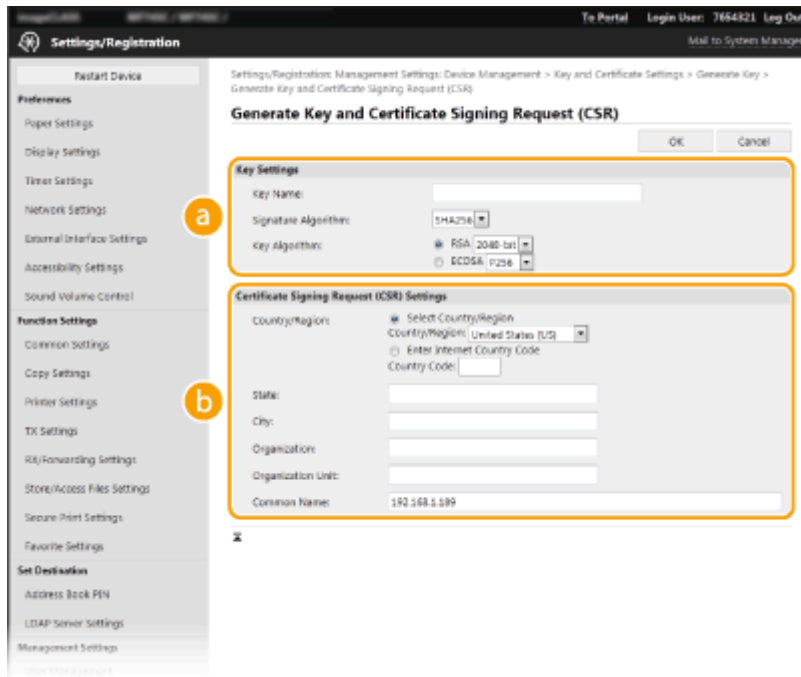 To Portal Login User: 7654321 Log Ou
Settings/Registration
Mail to System Manage
Restart Device
Preferences
Paper Settings
Display Settings
Timer Settings
Network Settings
External Interface Settings
Accessibility Settings
Sound Volume Control
Function Settings
Common Settings
Copy Settings
Printer Settings
TX Settings
RX/Forwarding Settings
Store/Access Files Settings
Secure Print Settings
Favorite Settings
Set Destination
Address Book PIN
LDAP Server Settings
Management Settings
Settings/Registration: Management Settings: Device Management > Key and Certificate Settings > Generate Key >
Generate Key and Certificate Signing Request (CSR)
Generate Key and Certificate Signing Request (CSR)
OK Cancel
a
Key Settings
Key Name:
Signature Algorithm: SHA256
Key Algorithm: RSA 2048-bit
ECDSA P256
b
Certificate Signing Request (CSR) Settings
Country/Region: Select Country/Region
Country/Region: United States (US)
Enter Internet Country Code
Country Code:
State:
City:
Organization:
Organization Unit:
Common Name: 192.168.1.189